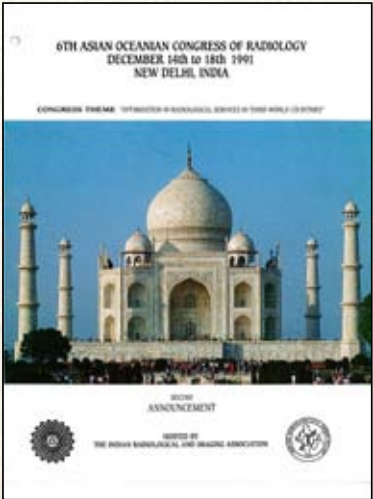 6TH ASIAN OCEANIAN CONGRESS OF RADIOLOGY
DECEMBER 14th to 18th 1991
NEW DELHI, INDIA
CONGRESS THEME "OPTIMISATION IN RADIOLOGICAL SERVICES IN THIRD WORLD COUNTRIES"
SECOND
ANNOUNCEMENT
HOSTED BY
THE INDIAN RADIOLOGICAL AND IMAGING ASSOCIATION